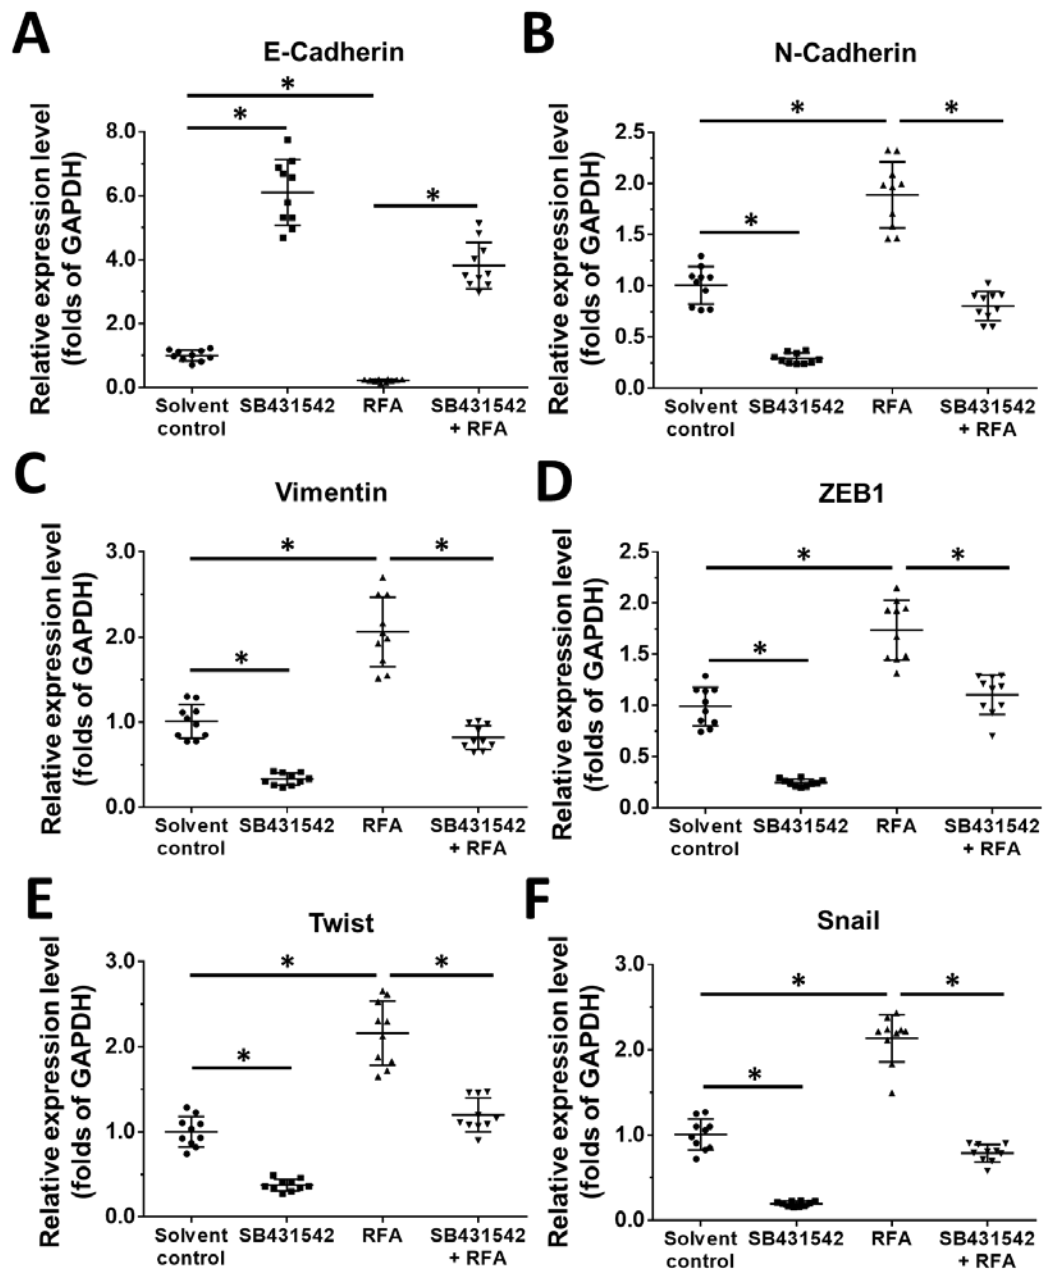 A
E-Cadherin
*
*
*
Relative expression level
(folds of GAPDH)
8.0
6.0
4.0
2.0
0.0
Solvent
control
SB431542
RFA
SB431542
+ RFA
B
N-Cadherin
*
*
*
Relative expression level
(folds of GAPDH)
2.5
2.0
1.5
1.0
0.5
0.0
Solvent
control
SB431542
RFA
SB431542
+ RFA
C
Vimentin
*
*
*
Relative expression level
(folds of GAPDH)
3.0
2.0
1.0
0.0
Solvent
control
SB431542
RFA
SB431542
+ RFA
D
ZEB1
*
*
*
Relative expression level
(folds of GAPDH)
2.5
2.0
1.5
1.0
0.5
0.0
Solvent
control
SB431542
RFA
SB431542
+ RFA
E
Twist
*
*
*
Relative expression level
(folds of GAPDH)
3.0
2.0
1.0
0.0
Solvent
control
SB431542
RFA
SB431542
+ RFA
F
Snail
*
*
*
Relative expression level
(folds of GAPDH)
3.0
2.0
1.0
0.0
Solvent
control
SB431542
RFA
SB431542
+ RFA